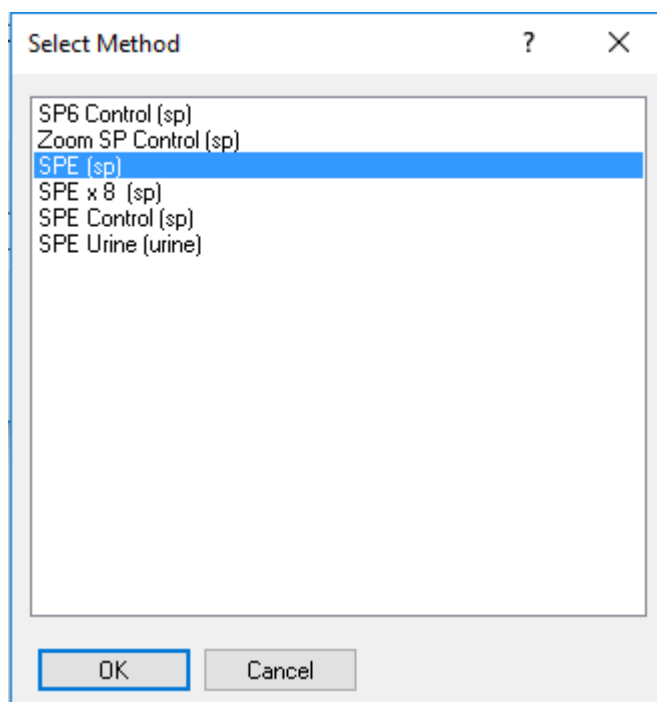 Select Method
SP6 Control (sp)
Zoom SP Control (sp)
SPE (sp)
SPE x 8 (sp)
SPE Control (sp)
SPE Urine (urine)
OK Cancel